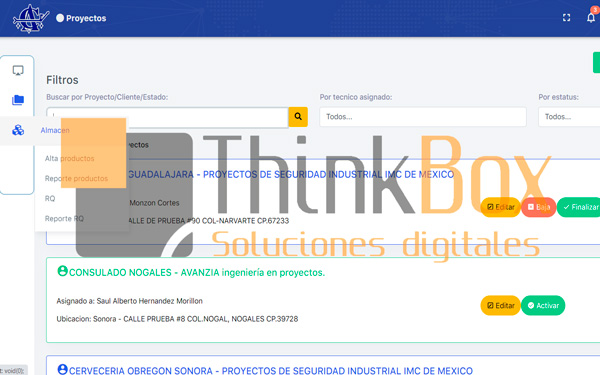 Proyectos
3
Filtros
Buscar por Proyecto/Cliente/Estado: Por tecnico asignado: Por estatus:
Todos... Todos...
Almacen
Alta productos
Reporte productos
RQ
Reporte RQ
GUADALAJARA - PROYECTOS DE SEGURIDAD INDUSTRIAL IMC DE MEXICO
Monzon Cortes
CALLE DE PRUEBA #90 COL-NARVARTE CP.67233
Editar Baja Finalizar
ThinkBox
Soluciones digitales
CONSULADO NOGALES - AVANZIA ingeniería en proyectos.
Asignado a: Saul Alberto Hernandez Morillon
Ubicacion: Sonora - CALLE PRUEBA #8 COL.NOGAL, NOGALES CP.39728
Editar Activar
CERVECERIA OBREGON SONORA - PROYECTOS DE SEGURIDAD INDUSTRIAL IMC DE MEXICO
t: void(0);